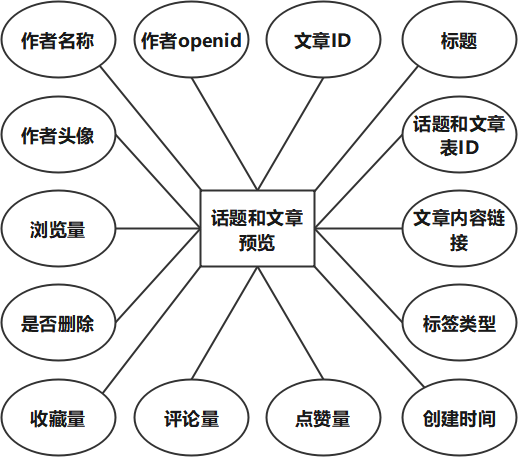 作者名称
作者openid
文章ID
标题
作者头像
话题和文章
表ID
浏览量
话题和文章
预览
文章内容链
接
是否删除
标签类型
收藏量
评论量
点赞量
创建时间